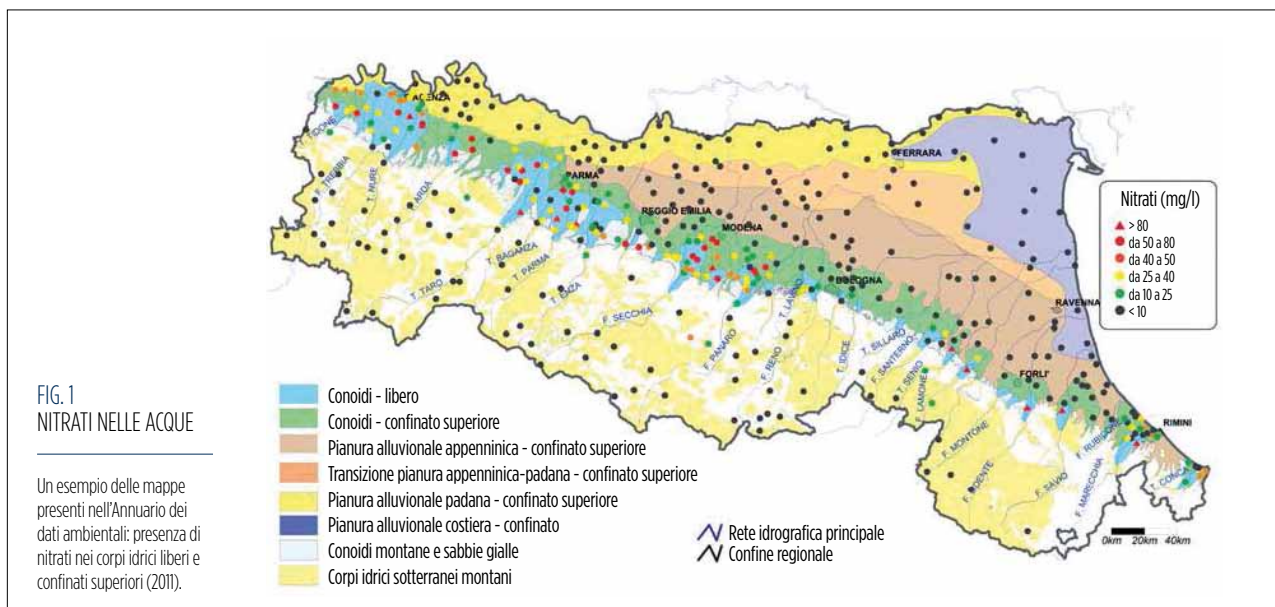 FIG. 1
NITRATI NELLE ACQUE
Un esempio delle mappe
presenti nell'Annuario dei
dati ambientali: presenza di
nitrati nei corpi idrici liberi e
confinati superiori (2011).
F. TREBBIA
T. NURE
T. ARDA
T. TARO
T. BAGANZA
T. PARMA
T. ENZA
F. SECCHIA
F. PANARO
F. RENO
T. LAVINO
T. IDICE
T. SILLARO
F. SANTERNO
T. SENIO
F. LAMONE
F. MONTONE
F. SAVIO
F. RUBICONE
F. MARECCHIA
T. CONCA
PARMA
REGGIO EMILIA
MODENA
BOLOGNA
FERRARA
RAVENNA
FORLI'
RIMINI
Nitrati (mg/l)
> 80
da 50 a 80
da 40 a 50
da 25 a 40
da 10 a 25
< 10
Conoidi - libero
Conoidi - confinato superiore
Pianura alluvionale appenninica - confinato superiore
Transizione pianura appenninica-padana - confinato superiore
Pianura alluvionale padana - confinato superiore
Pianura alluvionale costiera - confinato
Conoidi montane e sabbie gialle
Corpi idrici sotterranei montani
Rete idrografica principale
Confine regionale
0km 20km 40km